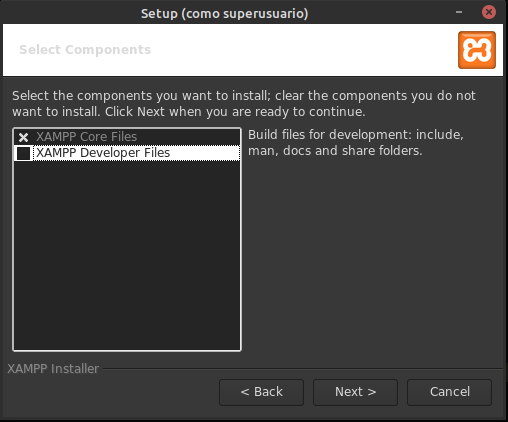 Setup (como superusuario)
Select Components
Select the components you want to install; clear the components you do not
want to install. Click Next when you are ready to continue.
XAMPP Core Files
XAMPP Developer Files
Build files for development: include,
man, docs and share folders.
XAMPP Installer
< Back
Next >
Cancel